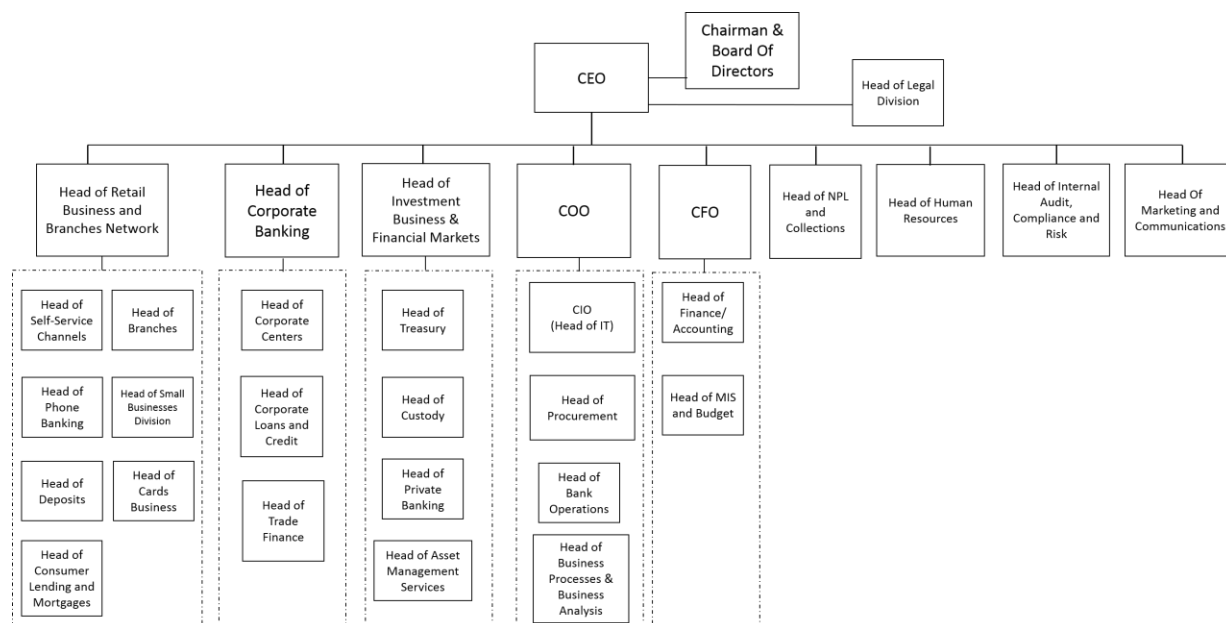 Chairman &
Board Of
Directors
CEO
Head of Legal
Division
Head of Retail
Business and
Branches Network
Head of
Corporate
Banking
Head of
Investment
Business &
Financial Markets
COO
CFO
Head of NPL
and
Collections
Head of Human
Resources
Head of Internal
Audit,
Compliance and
Risk
Head Of
Marketing and
Communications
Head of
Self-Service
Channels
Head of
Branches
Head of
Phone
Banking
Head of Small
Businesses
Division
Head of
Deposits
Head of
Cards
Business
Head of
Consumer
Lending and
Mortgages
Head of
Corporate
Centers
Head of
Corporate
Loans and
Credit
Head of
Trade
Finance
Head of
Treasury
Head of
Custody
Head of
Private
Banking
Head of Asset
Management
Services
CIO
(Head of IT)
Head of
Procurement
Head of
Bank
Operations
Head of
Business
Processes &
Business
Analysis
Head of
Finance/
Accounting
Head of MIS
and Budget